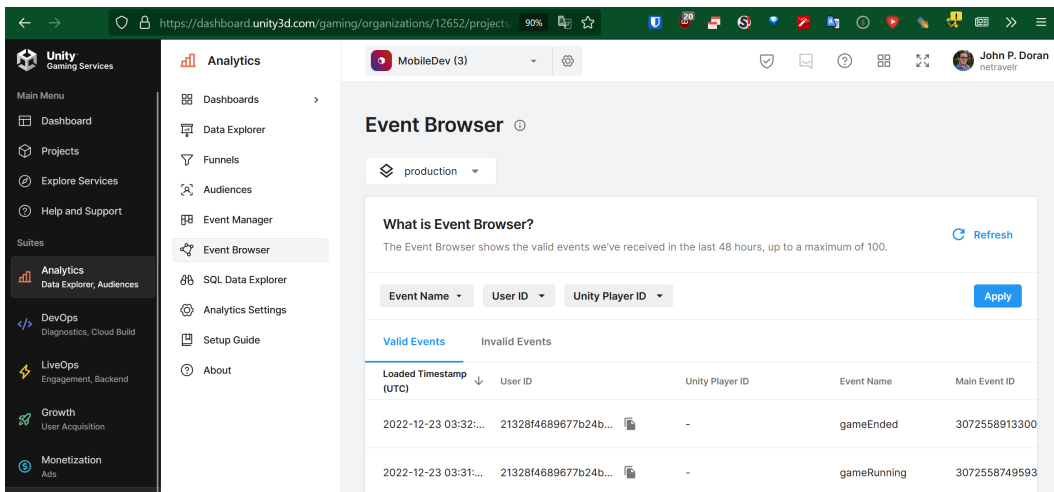 https://dashboard.unity3d.com/gaming/organizations/12652/projects/ 90% 20
Unity
Gaming Services
Main Menu
Dashboard
Projects
Explore Services
Help and Support
Suites
Analytics
Data Explorer, Audiences
DevOps
Diagnostics, Cloud Build
LiveOps
Engagement, Backend
Growth
User Acquisition
Monetization
Ads
Analytics
Dashboards
Data Explorer
Funnels
Audiences
Event Manager
Event Browser
SQL Data Explorer
Analytics Settings
Setup Guide
About
MobileDev (3)
John P. Doran
netravelr
Event Browser
production
What is Event Browser?
The Event Browser shows the valid events we've received in the last 48 hours, up to a maximum of 100.
Refresh
Event Name User ID Unity Player ID Apply
Valid Events Invalid Events
Loaded Timestamp
(UTC) User ID Unity Player ID Event Name Main Event ID
2022-12-23 03:32:... 21328f4689677b24b... - gameEnded 3072558913300
2022-12-23 03:31:... 21328f4689677b24b... - gameRunning 3072558749593